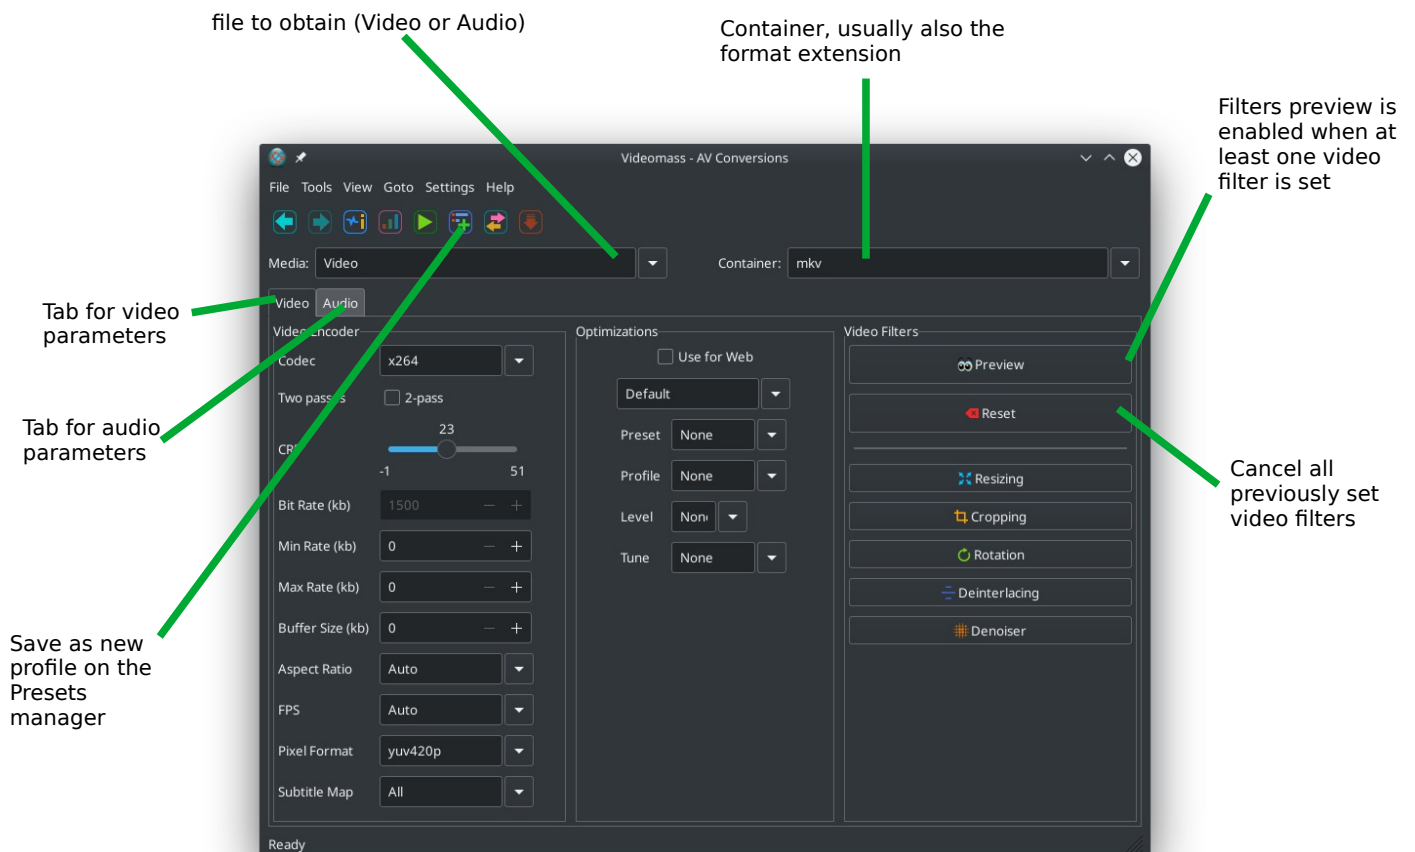 file to obtain (Video or Audio)
Container, usually also the
format extension
Filters preview is
enabled when at
least one video
filter is set
Videomass - AV Conversions
File Tools View Goto Settings Help
Media: Video
Container: mkv
Tab for video
parameters
Video Audio
Video Encoder
Optimizations
Video Filters
Codec x264
Use for Web
Preview
Two passes 2-pass
Default
Reset
Tab for audio
parameters
CRF
23
-1 51
Preset None
Profile None
Resizing
Cancel all
previously set
video filters
Bit Rate (kb) 1500
Level
Cropping
Min Rate (kb) 0
Tune None
Rotation
Max Rate (kb) 0
Deinterlacing
Buffer Size (kb) 0
Denoiser
Save as new
profile on the
Presets
manager
Aspect Ratio Auto
FPS Auto
Pixel Format yuv420p
Subtitle Map All
Ready